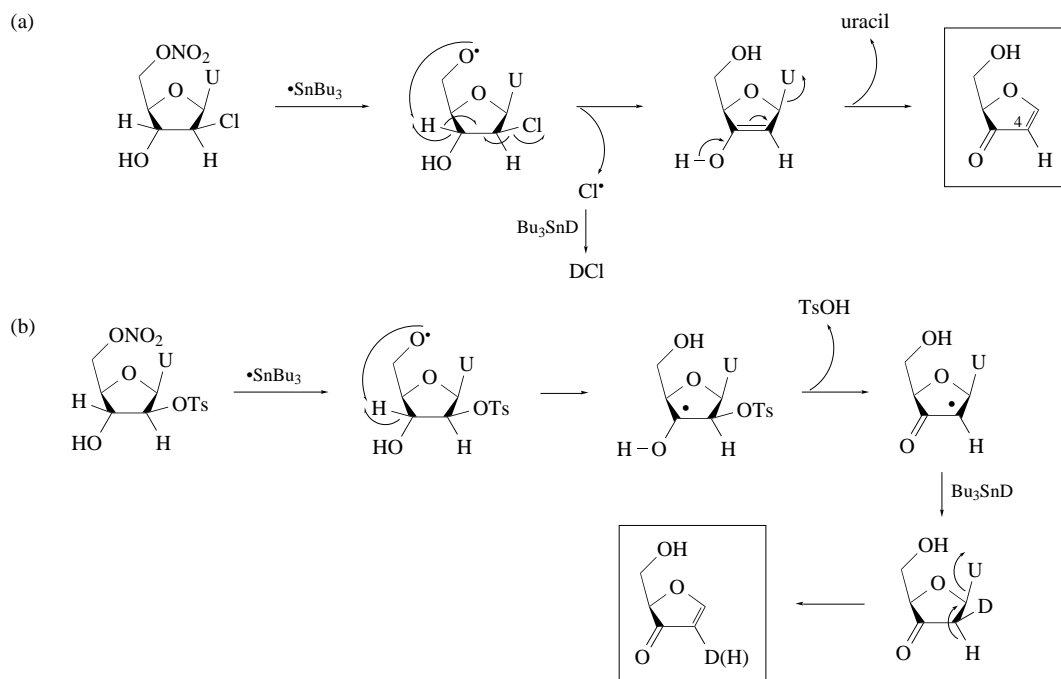 (a)
ONO₂
O
U
H
Cl
HO
H
•SnBu₃
O•
O
U
H
Cl
HO
H
Cl•
Bu₃SnD
DCl
OH
O
U
H–O
H
uracil
OH
O
4
O
H
(b)
ONO₂
O
U
H
OTs
HO
H
•SnBu₃
O•
O
U
H
OTs
HO
H
OH
O
U
•
OTs
H–O
H
TsOH
OH
O
U
•
O
H
Bu₃SnD
OH
O
U
D
O
H
OH
O
O
D(H)